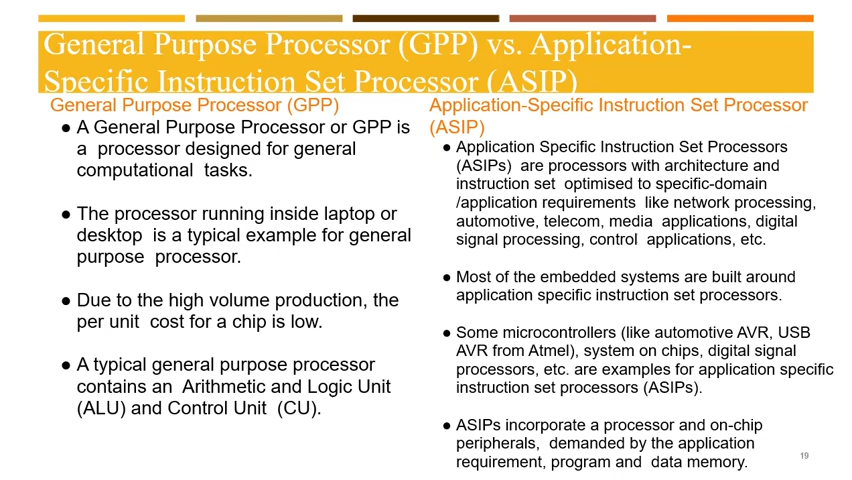 General Purpose Processor (GPP) vs. Application-
Specific Instruction Set Processor (ASIP)
General Purpose Processor (GPP)
● A General Purpose Processor or GPP is
a processor designed for general
computational tasks.
● The processor running inside laptop or
desktop is a typical example for general
purpose processor.
● Due to the high volume production, the
per unit cost for a chip is low.
● A typical general purpose processor
contains an Arithmetic and Logic Unit
(ALU) and Control Unit (CU).
Application-Specific Instruction Set Processor
(ASIP)
● Application Specific Instruction Set Processors
(ASIPs) are processors with architecture and
instruction set optimised to specific-domain
/application requirements like network processing,
automotive, telecom, media applications, digital
signal processing, control applications, etc.
● Most of the embedded systems are built around
application specific instruction set processors.
● Some microcontrollers (like automotive AVR, USB
AVR from Atmel), system on chips, digital signal
processors, etc. are examples for application specific
instruction set processors (ASIPs).
● ASIPs incorporate a processor and on-chip
peripherals, demanded by the application
requirement, program and data memory.
19